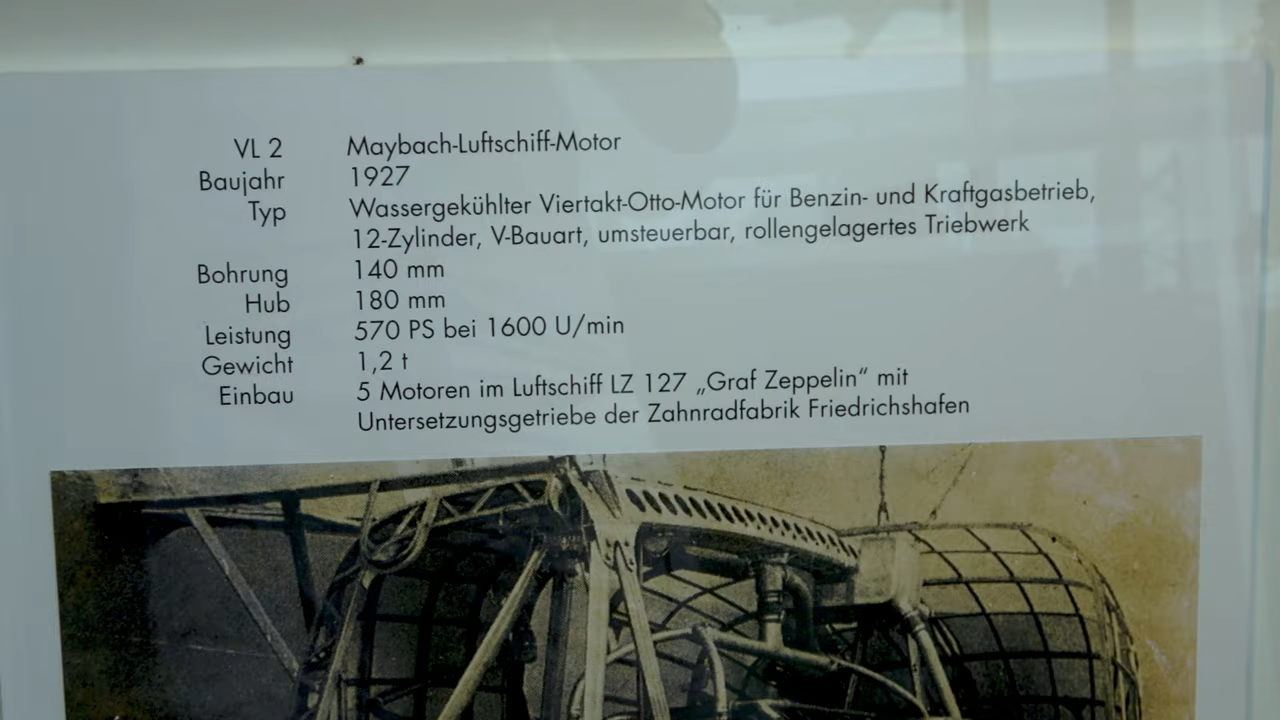 VL 2 Maybach-Luftschiff-Motor
Baujahr 1927
Typ Wassergekühlter Viertakt-Otto-Motor für Benzin- und Kraftgasbetrieb,
12-Zylinder, V-Bauart, umsteuerbar, rollengelagertes Triebwerk
Bohrung 140 mm
Hub 180 mm
Leistung 570 PS bei 1600 U/min
Gewicht 1,2 t
Einbau 5 Motoren im Luftschiff LZ 127 „Graf Zeppelin“ mit
Untersetzungsgetriebe der Zahnradfabrik Friedrichshafen